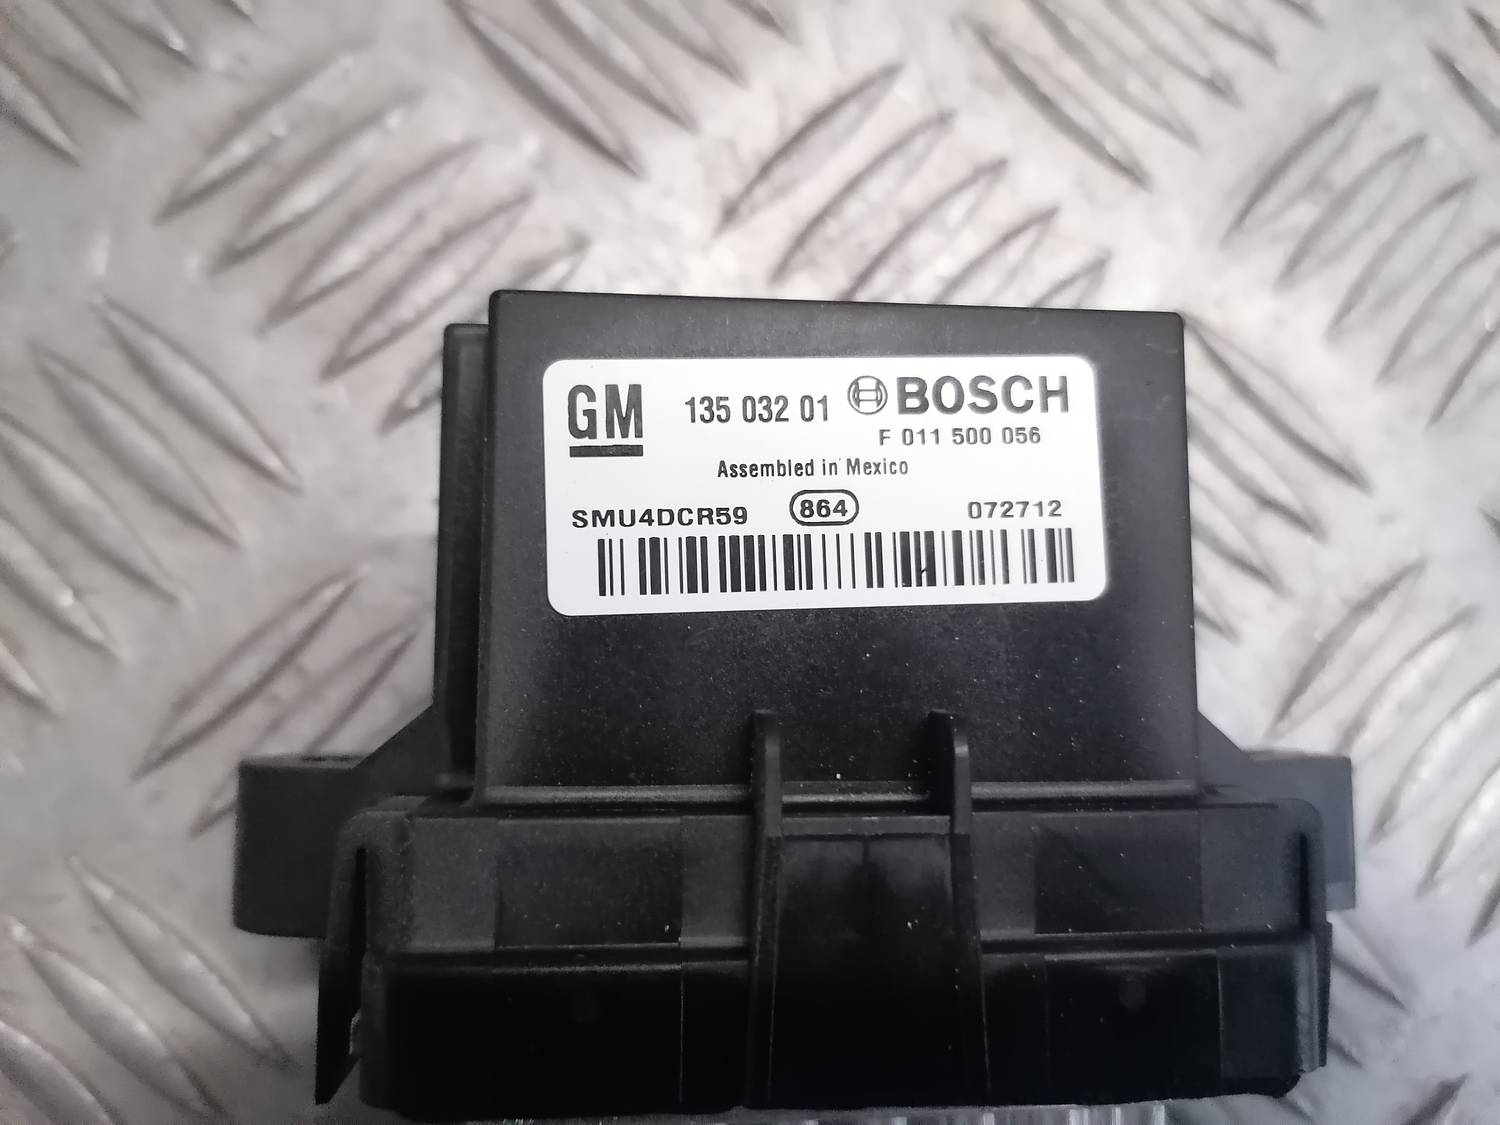 GM 135 032 01 BOSCH
F 011 500 056
Assembled in Mexico
SMU4DCR59 864 072712